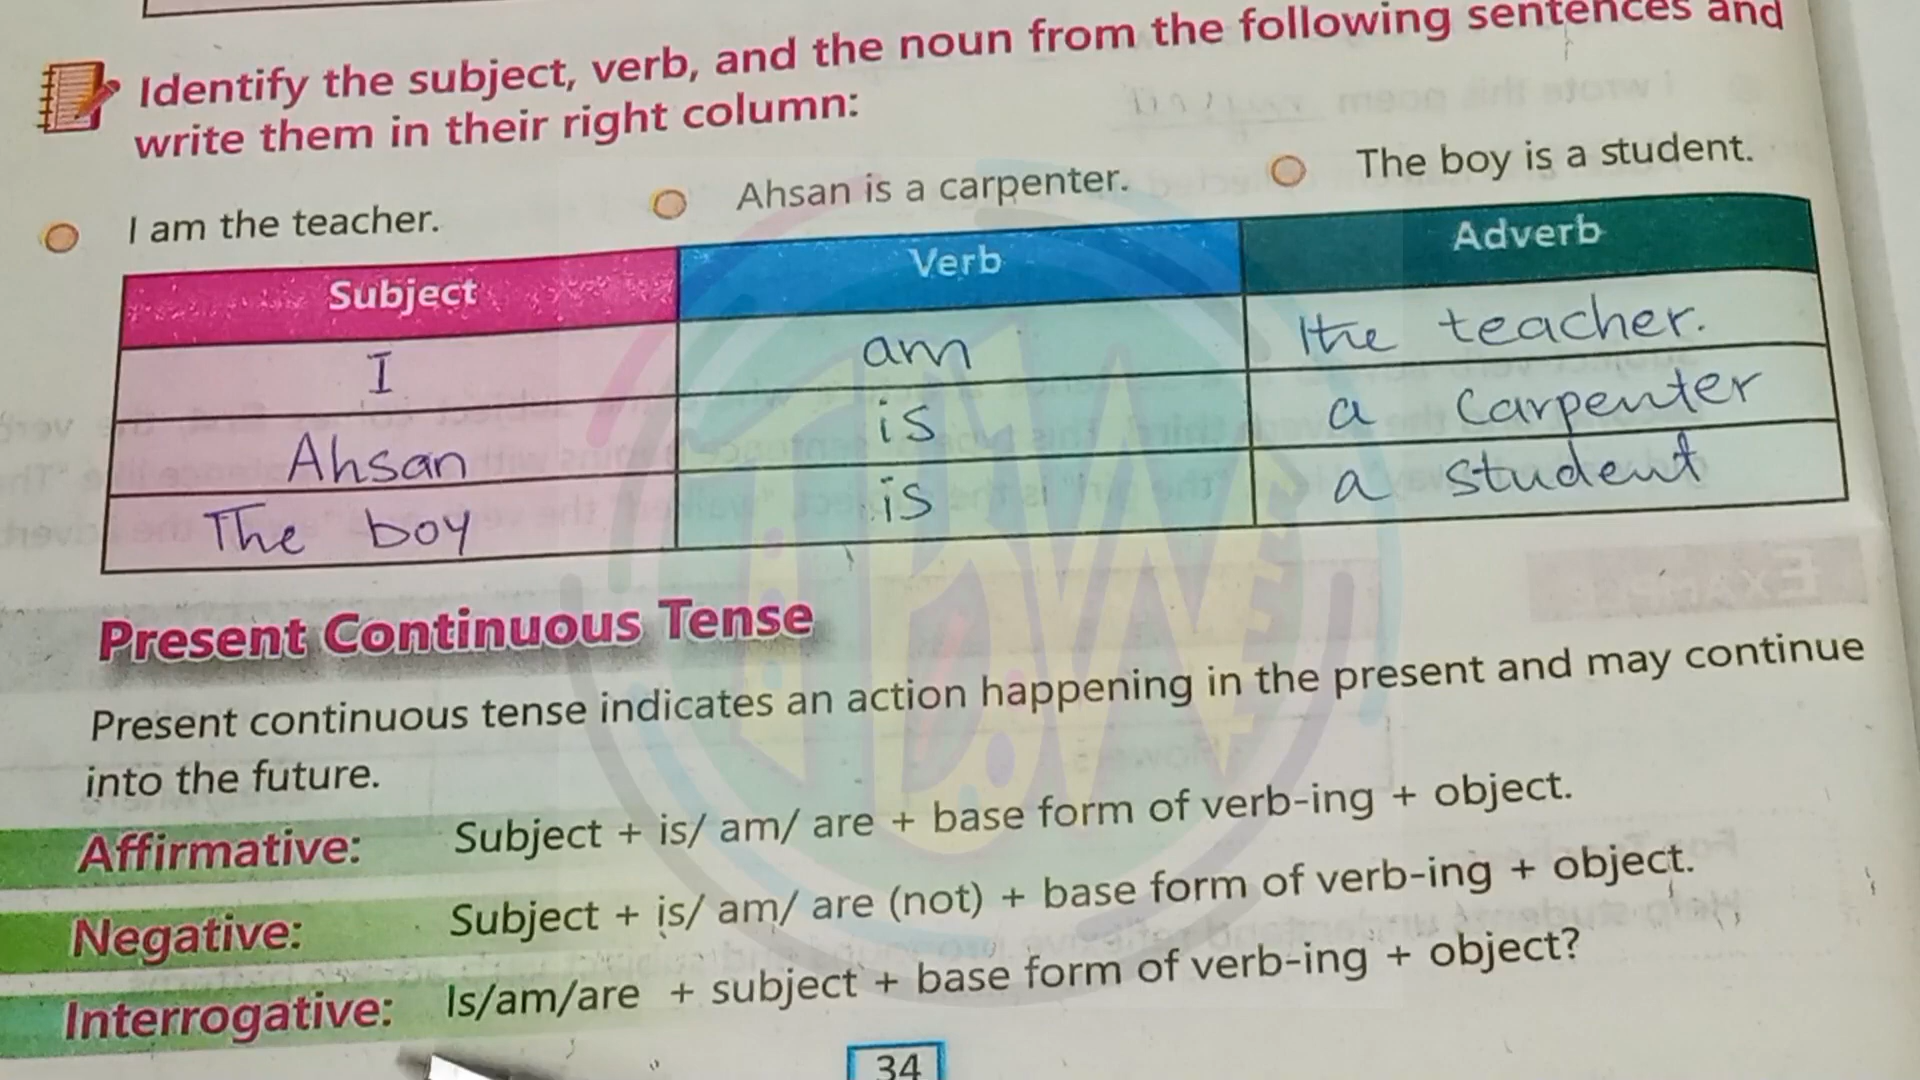 Identify the subject, verb, and the noun from the following sentences and
write them in their right column:
I am the teacher. Ahsan is a carpenter. The boy is a student.
Subject Verb Adverb
I am the teacher.
Ahsan is a carpenter
The boy is a student
Present Continuous Tense
Present continuous tense indicates an action happening in the present and may continue
into the future.
Affirmative: Subject + is/ am/ are + base form of verb-ing + object.
Negative: Subject + is/ am/ are (not) + base form of verb-ing + object.
Interrogative: Is/am/are + subject + base form of verb-ing + object?
34